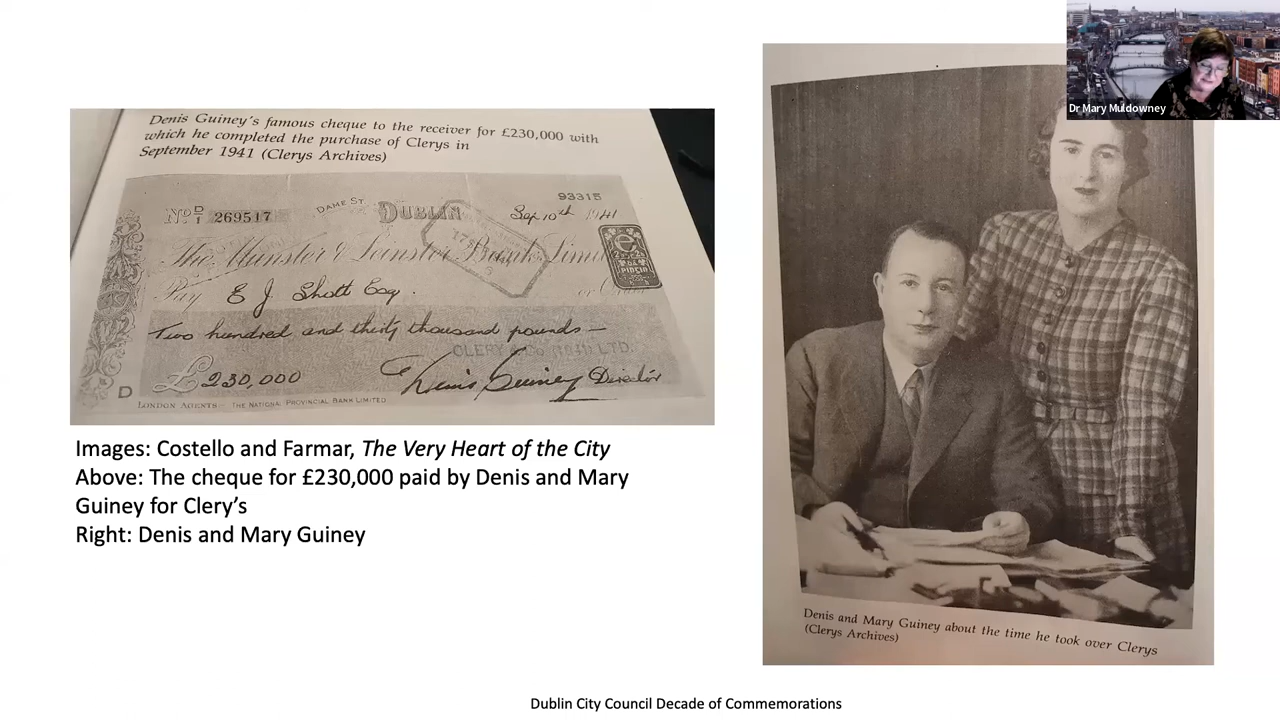 Dr Mary Muldowney
Denis Guiney's famous cheque to the receiver for £230,000 with
which he completed the purchase of Clerys in
September 1941 (Clerys Archives)
93315
No. D/1 269517 DAME ST. DUBLIN Sep 10th 1941
The Munster & Leinster Bank Limi
Pay E J Shott Esq. or
Two hundred and thirty thousand pounds —
CLERY & Co (1941) LTD.
£230,000 Denis Guiney Director
D
LONDON AGENTS— THE NATIONAL PROVINCIAL BANK LIMITED
Images: Costello and Farmar, The Very Heart of the City
Above: The cheque for £230,000 paid by Denis and Mary
Guiney for Clery's
Right: Denis and Mary Guiney
Denis and Mary Guiney about the time he took over Clerys
(Clerys Archives)
Dublin City Council Decade of Commemorations